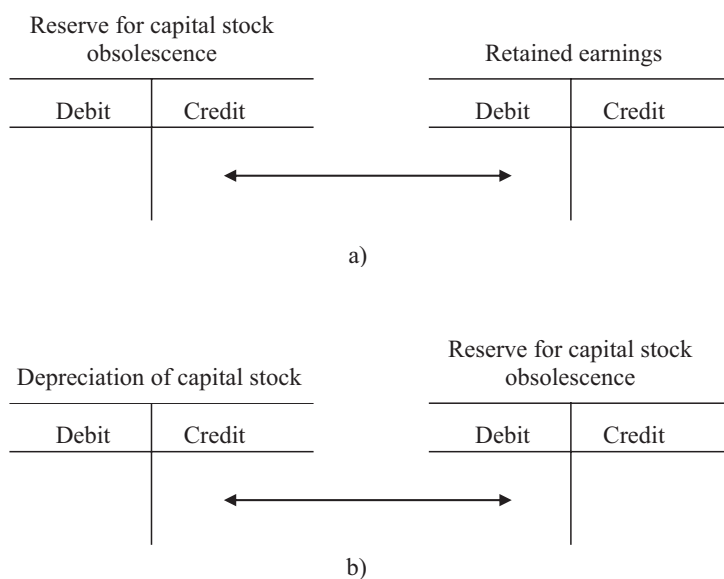 Reserve for capital stock
obsolescence
Retained earnings
Debit
Credit
Debit
Credit
a)
Depreciation of capital stock
Reserve for capital stock
obsolescence
Debit
Credit
Debit
Credit
b)